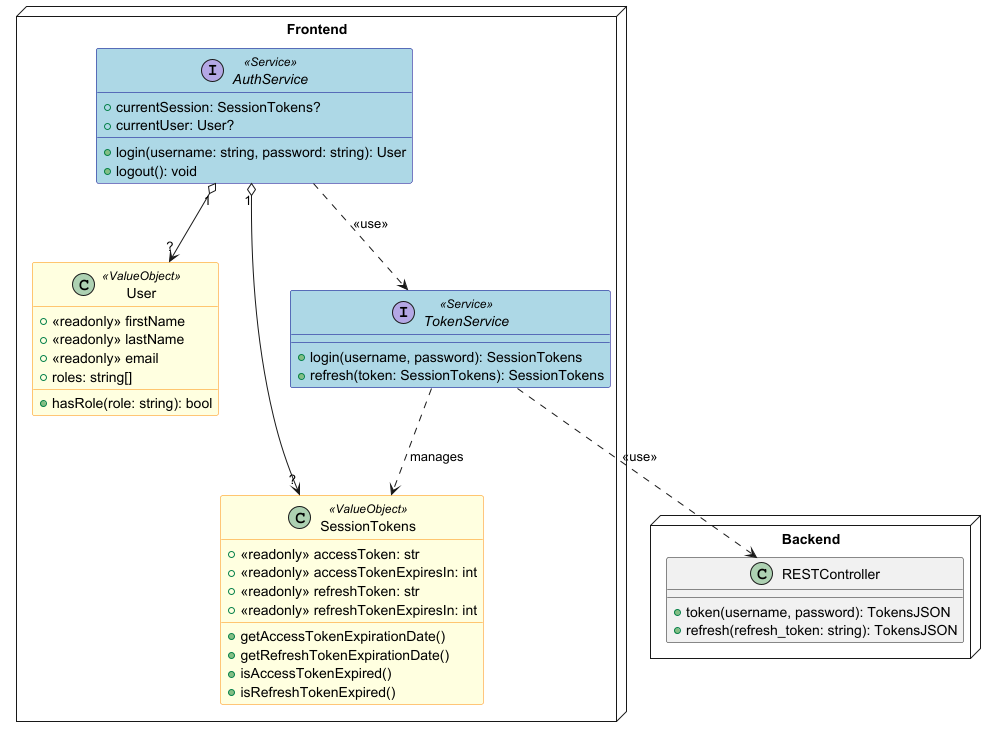 Frontend
«Service»
I
AuthService
currentSession: SessionTokens?
currentUser: User?
login(username: string, password: string): User
logout(): void
1
1
«use»
?
«ValueObject»
C
User
«readonly» firstName
«readonly» lastName
«readonly» email
roles: string[]
hasRole(role: string): bool
«Service»
I
TokenService
login(username, password): SessionTokens
refresh(token: SessionTokens): SessionTokens
manages
«use»
?
«ValueObject»
C
SessionTokens
«readonly» accessToken: str
«readonly» accessTokenExpiresIn: int
«readonly» refreshToken: str
«readonly» refreshTokenExpiresIn: int
getAccessTokenExpirationDate()
getRefreshTokenExpirationDate()
isAccessTokenExpired()
isRefreshTokenExpired()
Backend
C RESTController
token(username, password): TokensJSON
refresh(refresh_token: string): TokensJSON